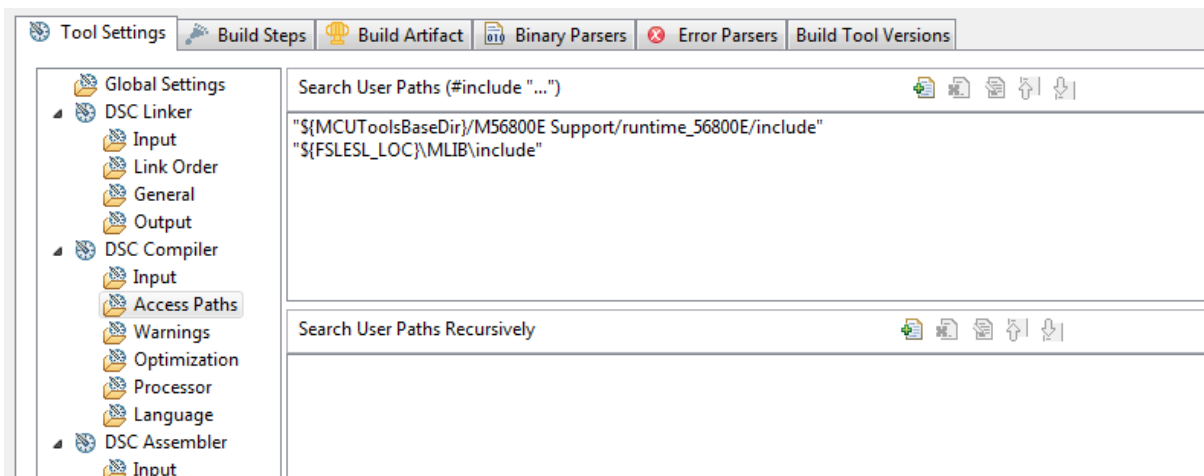 Tool Settings Build Steps Build Artifact Binary Parsers Error Parsers Build Tool Versions
Global Settings
DSC Linker
Input
Link Order
General
Output
DSC Compiler
Input
Access Paths
Warnings
Optimization
Processor
Language
DSC Assembler
Input
Search User Paths (#include "...")
"${MCUToolsBaseDir}/M56800E Support/runtime_56800E/include"
"${FSLESL_LOC}\MLIB\include"
Search User Paths Recursively